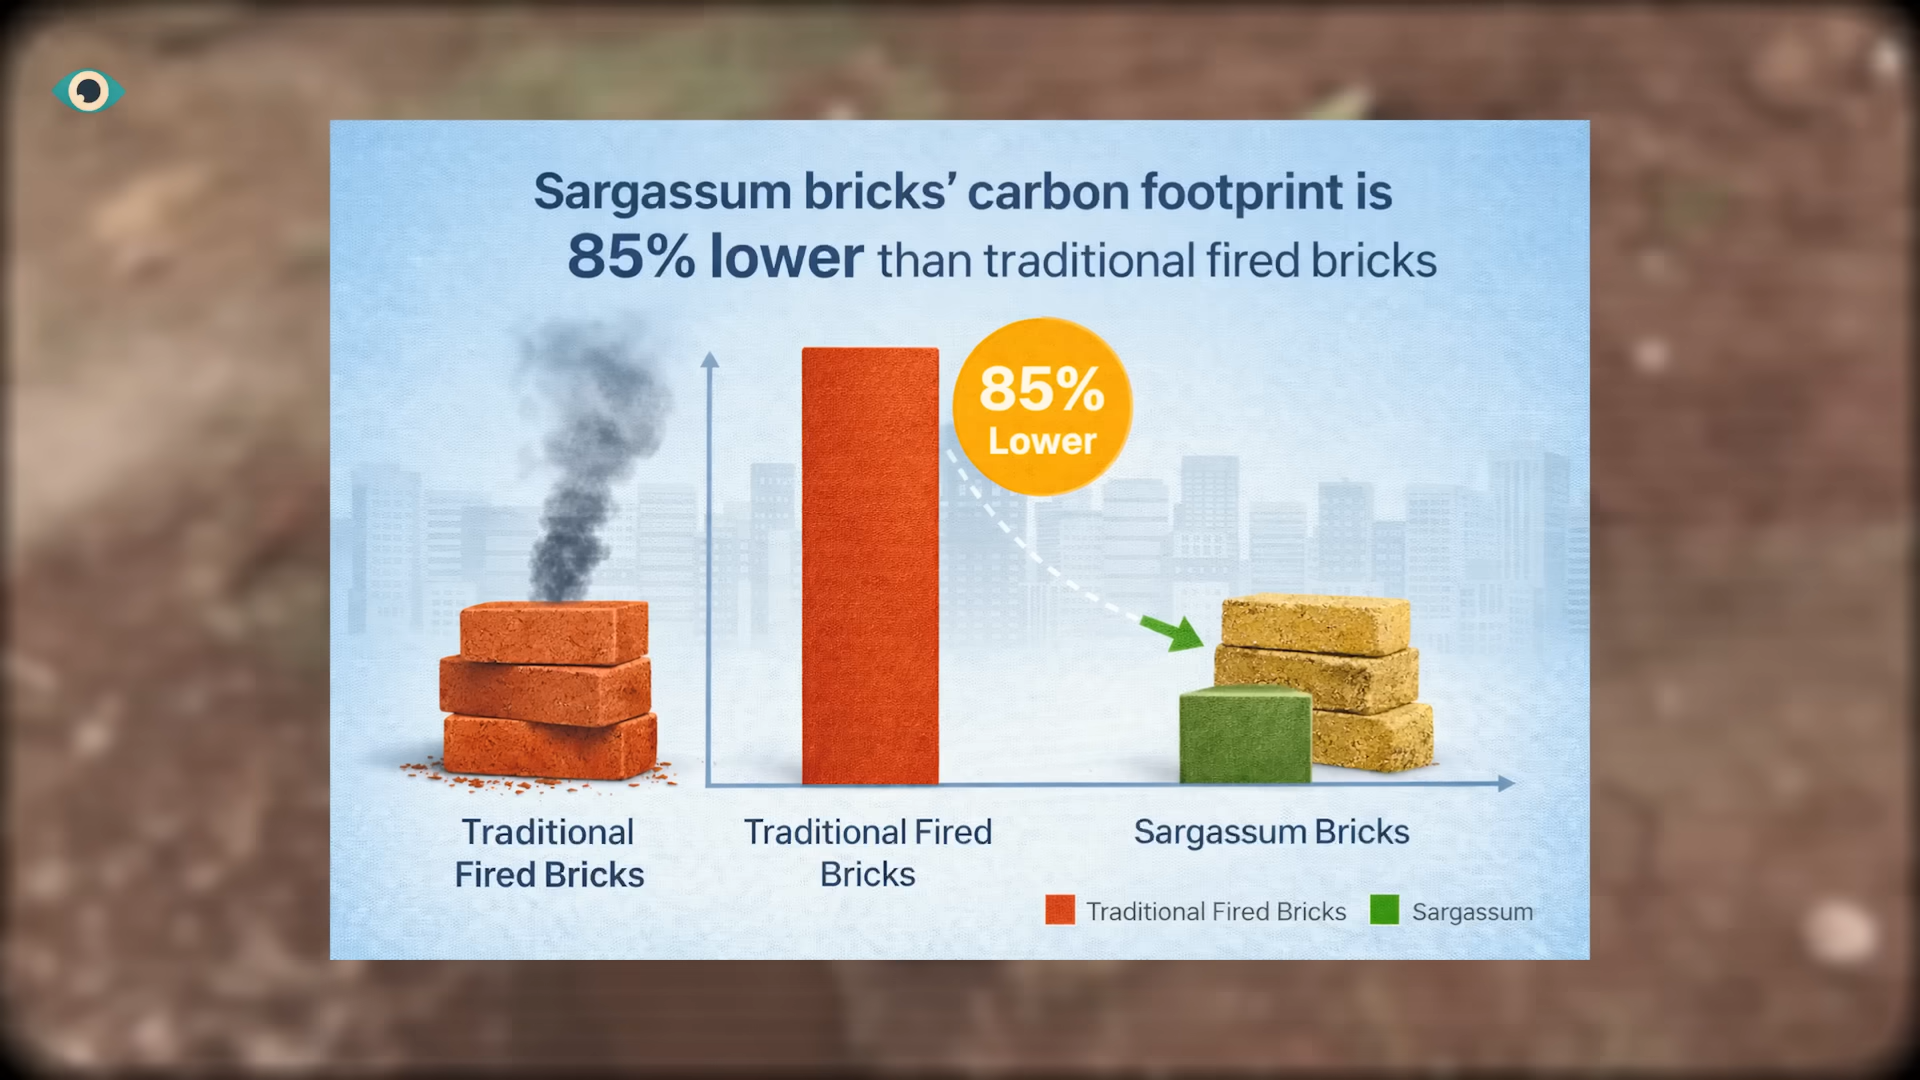 Sargassum bricks’ carbon footprint is
85% lower than traditional fired bricks
85%
Lower
Traditional
Fired Bricks
Traditional Fired
Bricks
Sargassum Bricks
Traditional Fired Bricks
Sargassum